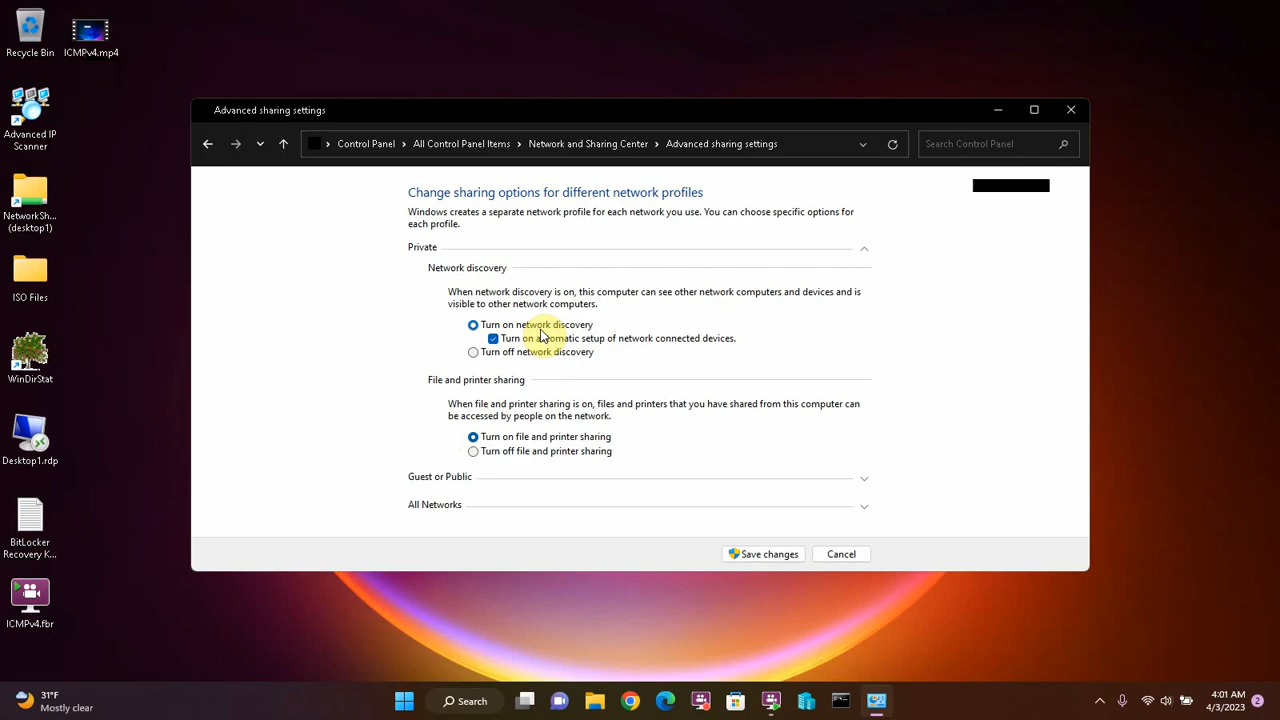 Recycle Bin
ICMPv4.mp4
Advanced IP
Scanner
NetworkSh...
(desktop1)
ISO Files
WinDirStat
Desktop1.rdp
BitLocker
Recovery K...
ICMPv4.fbr
Advanced sharing settings
Control Panel > All Control Panel Items > Network and Sharing Center > Advanced sharing settings
Search Control Panel
Change sharing options for different network profiles
Windows creates a separate network profile for each network you use. You can choose specific options for
each profile.
Private
Network discovery
When network discovery is on, this computer can see other network computers and devices and is
visible to other network computers.
Turn on network discovery
Turn on automatic setup of network connected devices.
Turn off network discovery
File and printer sharing
When file and printer sharing is on, files and printers that you have shared from this computer can
be accessed by people on the network.
Turn on file and printer sharing
Turn off file and printer sharing
Guest or Public
All Networks
Save changes
Cancel
31°F
Mostly clear
Search
4:01 AM
4/3/2023
2